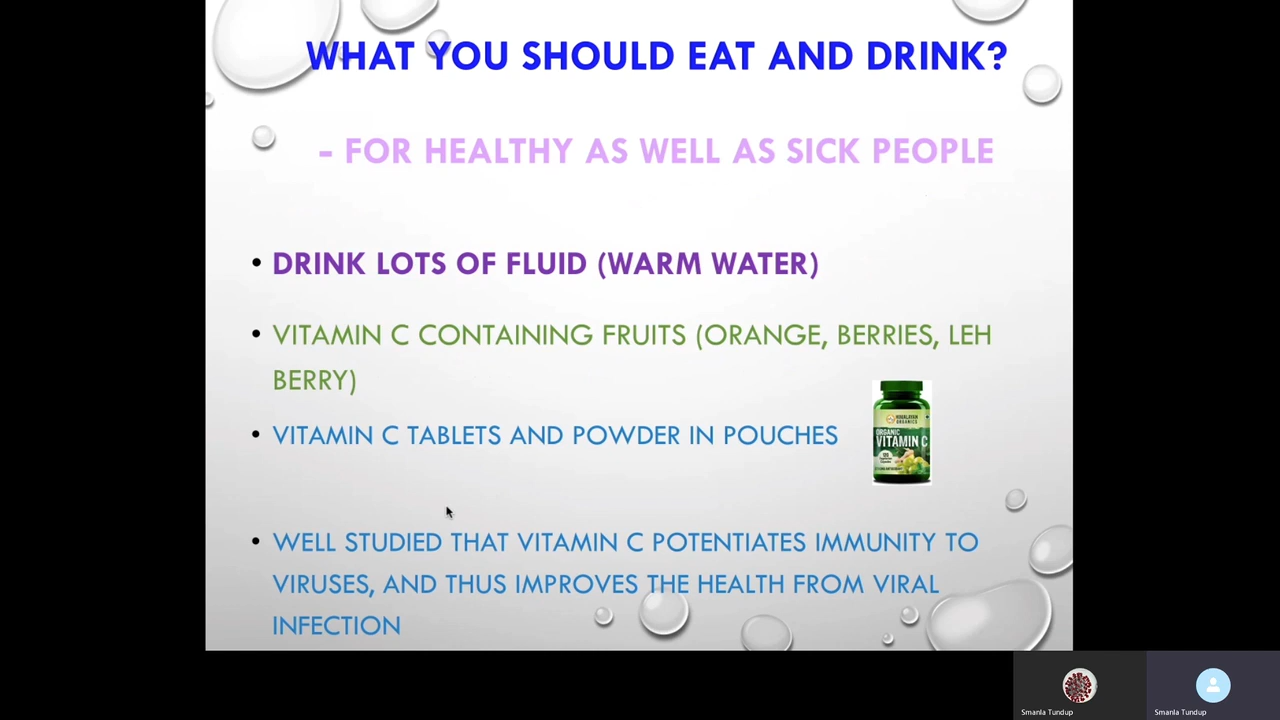 WHAT YOU SHOULD EAT AND DRINK?
- FOR HEALTHY AS WELL AS SICK PEOPLE
• DRINK LOTS OF FLUID (WARM WATER)
• VITAMIN C CONTAINING FRUITS (ORANGE, BERRIES, LEH
BERRY)
• VITAMIN C TABLETS AND POWDER IN POUCHES
HIMALAYAN
ORGANICS
ORGANIC
VITAMIN C
• WELL STUDIED THAT VITAMIN C POTENTIATES IMMUNITY TO
VIRUSES, AND THUS IMPROVES THE HEALTH FROM VIRAL
INFECTION
Smanla Tundup
Smanla Tundup